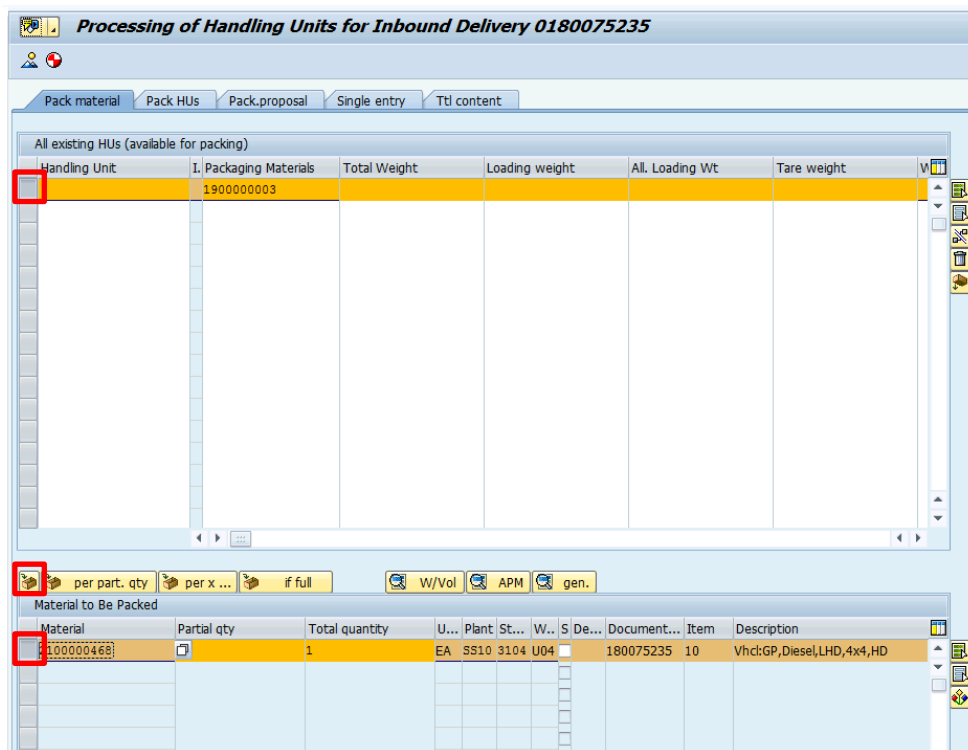 Processing of Handling Units for Inbound Delivery 0180075235
Pack material Pack HUs Pack.proposal Single entry Ttl content
All existing HUs (available for packing)
Handling Unit I. Packaging Materials Total Weight Loading weight All. Loading Wt Tare weight
1900000003
per part. qty per x ... if full W/Vol APM gen.
Material to Be Packed
Material Partial qty Total quantity U... Plant St... W... S De... Document... Item Description
100000468 1 EA SS10 3104 U04 180075235 10 Vhcl:GP,Diesel,LHD,4x4,HD